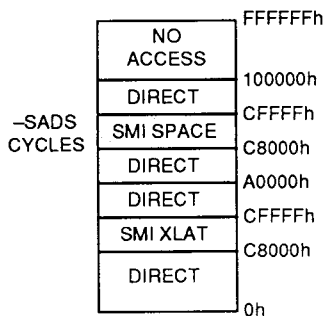 FFFFFFh
NO
ACCESS
100000h
DIRECT
CFFFFh
–SADS
CYCLES
SMI SPACE
C8000h
DIRECT
A0000h
DIRECT
CFFFFh
SMI XLAT
C8000h
DIRECT
0h